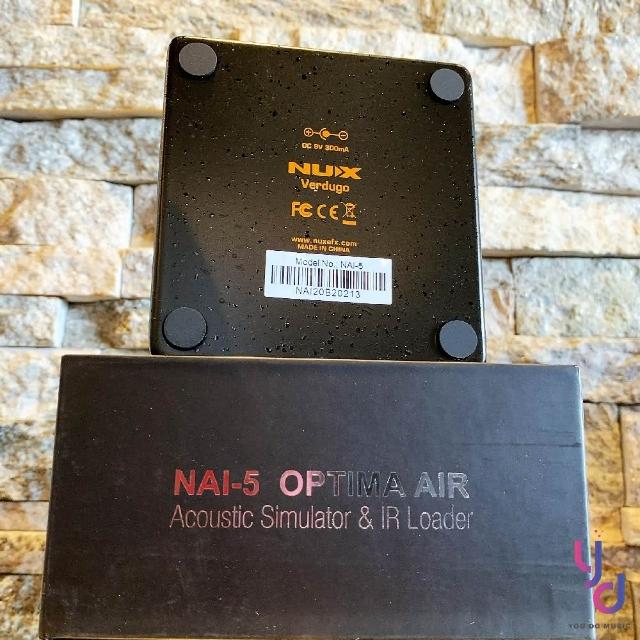 DC 9V 300mA
NUX
Verdugo
FC CE
www.nuxefx.com
MADE IN CHINA
Model No.: NAI-5
NAI20B20213
NAI-5 OPTIMA AIR
Acoustic Simulator & IR Loader
yd
YOU DO MUSIC